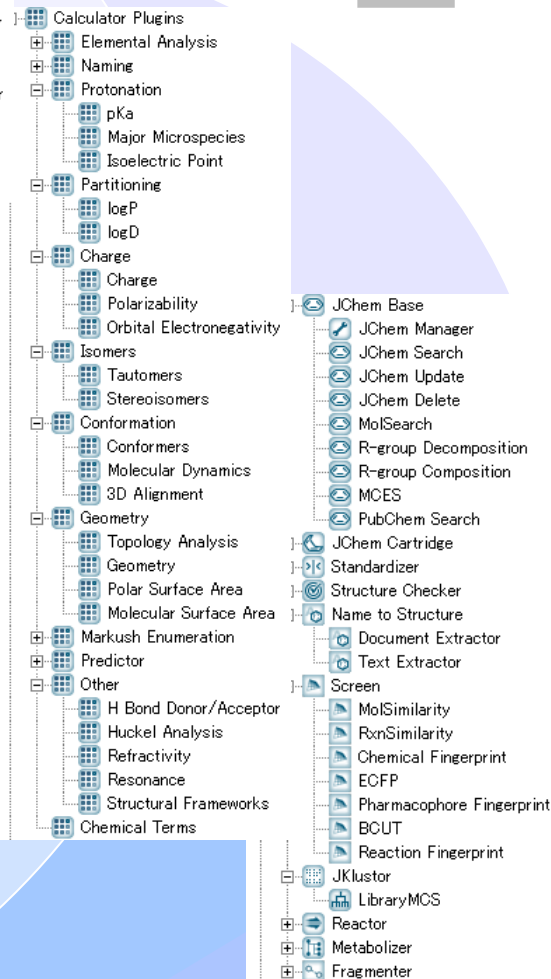 Calculator Plugins
Elemental Analysis
Naming
Protonation
pKa
Major Microspecies
Isoelectric Point
Partitioning
logP
logD
Charge
Charge
Polarizability
Orbital Electronegativity
Isomers
Tautomers
Stereoisomers
Conformation
Conformers
Molecular Dynamics
3D Alignment
Geometry
Topology Analysis
Geometry
Polar Surface Area
Molecular Surface Area
Markush Enumeration
Predictor
Other
H Bond Donor/Acceptor
Huckel Analysis
Refractivity
Resonance
Structural Frameworks
Chemical Terms
JChem Base
JChem Manager
JChem Search
JChem Update
JChem Delete
MolSearch
R-group Decomposition
R-group Composition
MCES
PubChem Search
JChem Cartridge
Standardizer
Structure Checker
Name to Structure
Document Extractor
Text Extractor
Screen
MolSimilarity
RxnSimilarity
Chemical Fingerprint
ECFP
Pharmacophore Fingerprint
BCUT
Reaction Fingerprint
JKlustor
LibraryMCS
Reactor
Metabolizer
Fragmenter